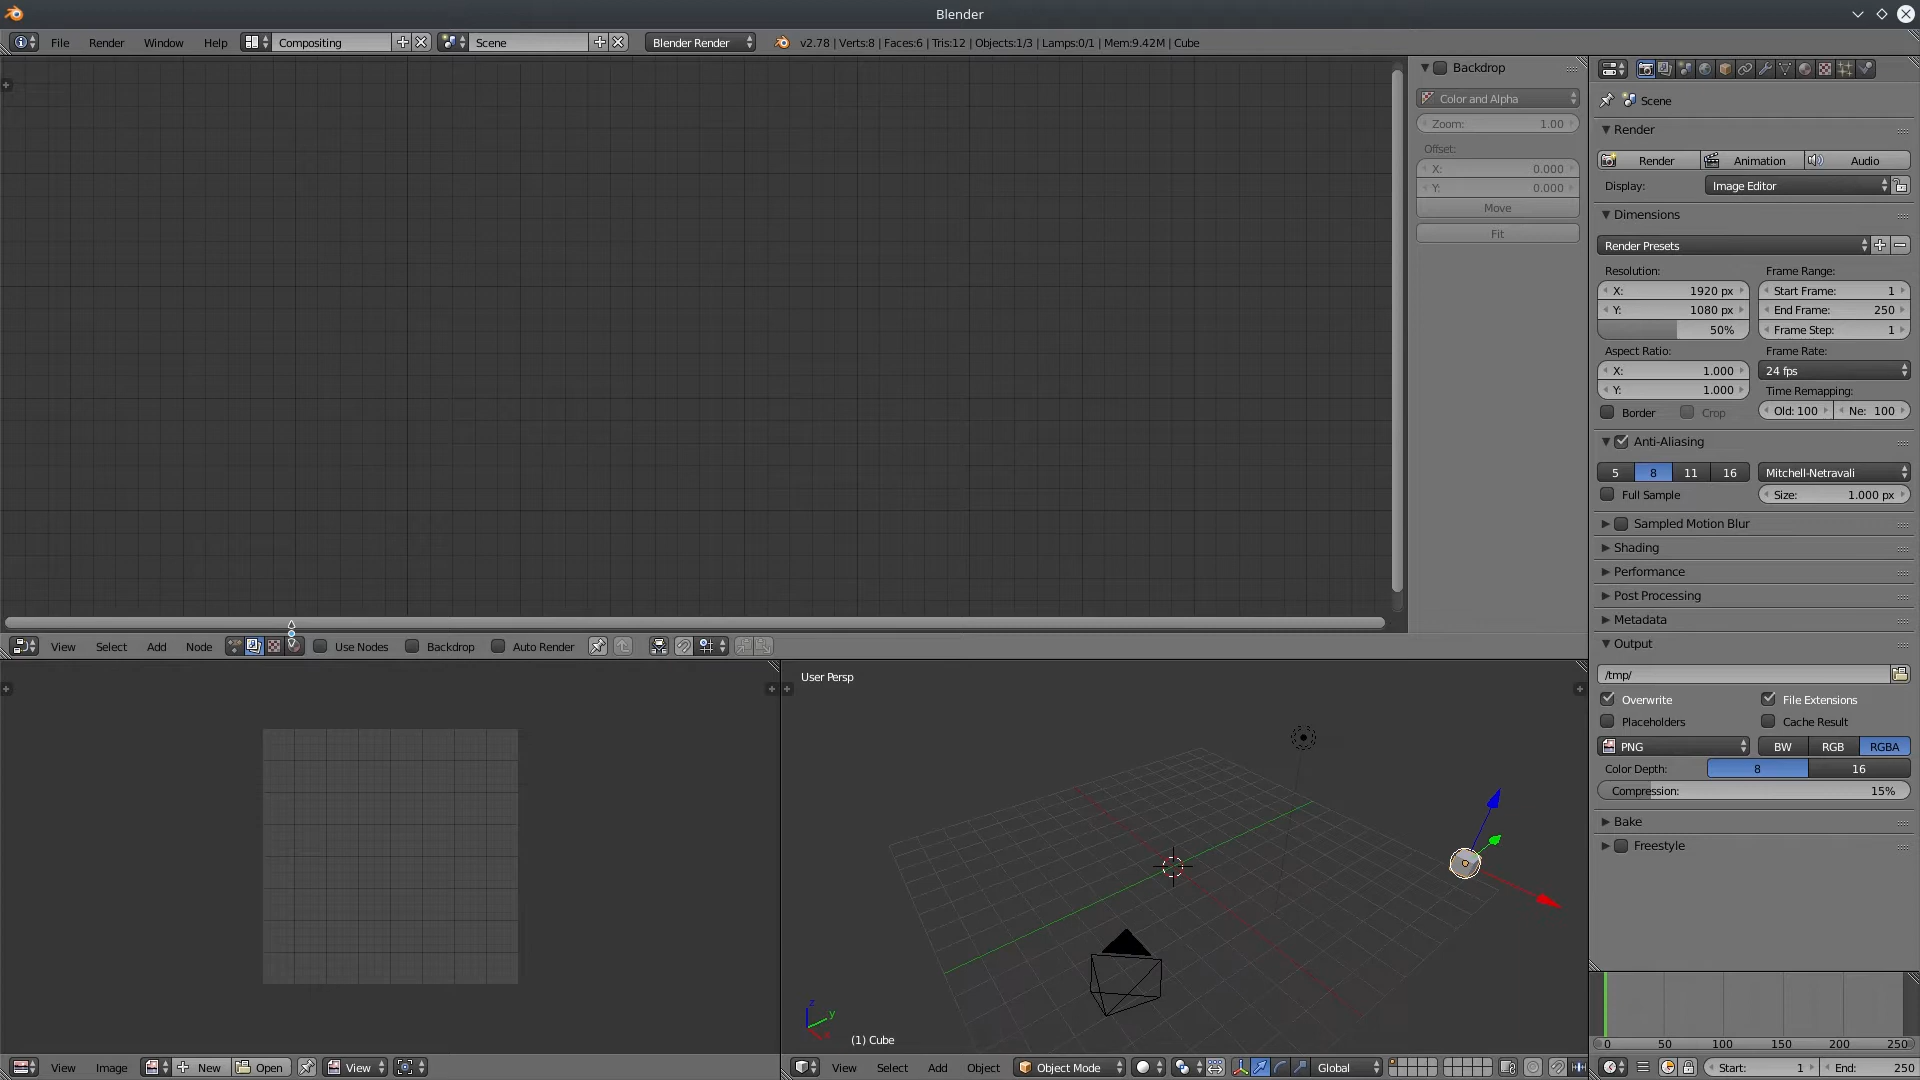 Blender
File Render Window Help Compositing Scene Blender Render v2.78 | Verts:8 | Faces:6 | Tris:12 | Objects:1/3 | Lamps:0/1 | Mem:9.42M | Cube
Backdrop
Color and Alpha
Zoom: 1.00
Offset:
X: 0.000
Y: 0.000
Move
Fit
Scene
Render
Render Animation Audio
Display: Image Editor
Dimensions
Render Presets
Resolution: Frame Range:
X: 1920 px Start Frame: 1
Y: 1080 px End Frame: 250
50% Frame Step: 1
Aspect Ratio: Frame Rate:
X: 1.000 24 fps
Y: 1.000 Time Remapping:
Border Crop Old: 100 Ne: 100
Anti-Aliasing
5 8 11 16 Mitchell-Netravali
Full Sample Size: 1.000 px
Sampled Motion Blur
Shading
Performance
Post Processing
Metadata
Output
/tmp/
Overwrite File Extensions
Placeholders Cache Result
PNG BW RGB RGBA
Color Depth: 8 16
Compression: 15%
Bake
Freestyle
View Select Add Node Use Nodes Backdrop Auto Render
User Persp
z
y
(1) Cube
0 50 100 150 200 250
View Image New Open View
View Select Add Object Object Mode Global
Start: 1 End: 250